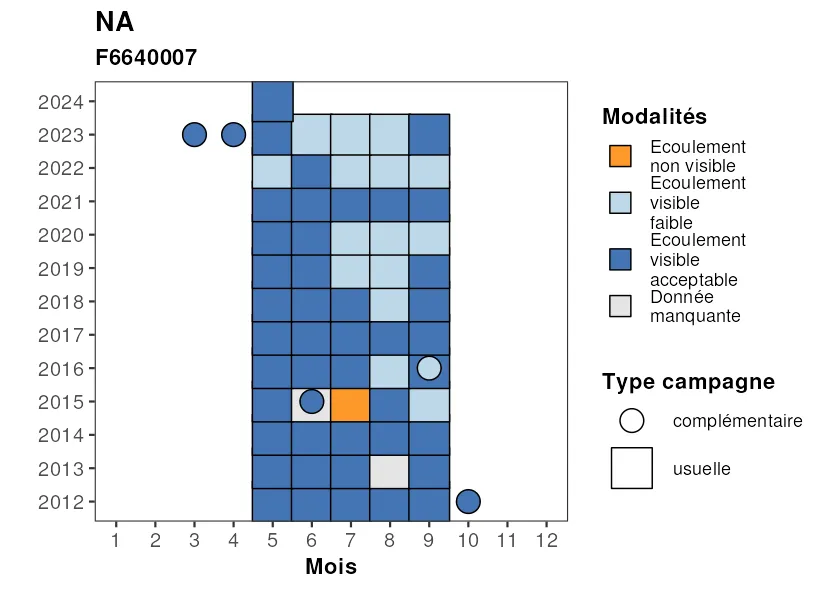 NA
F6640007
2024
2023
2022
2021
2020
2019
2018
2017
2016
2015
2014
2013
2012
1 2 3 4 5 6 7 8 9 10 11 12
Mois
Modalités
Ecoulement
non visible
Ecoulement
visible
faible
Ecoulement
visible
acceptable
Donnée
manquante
Type campagne
complémentaire
usuelle